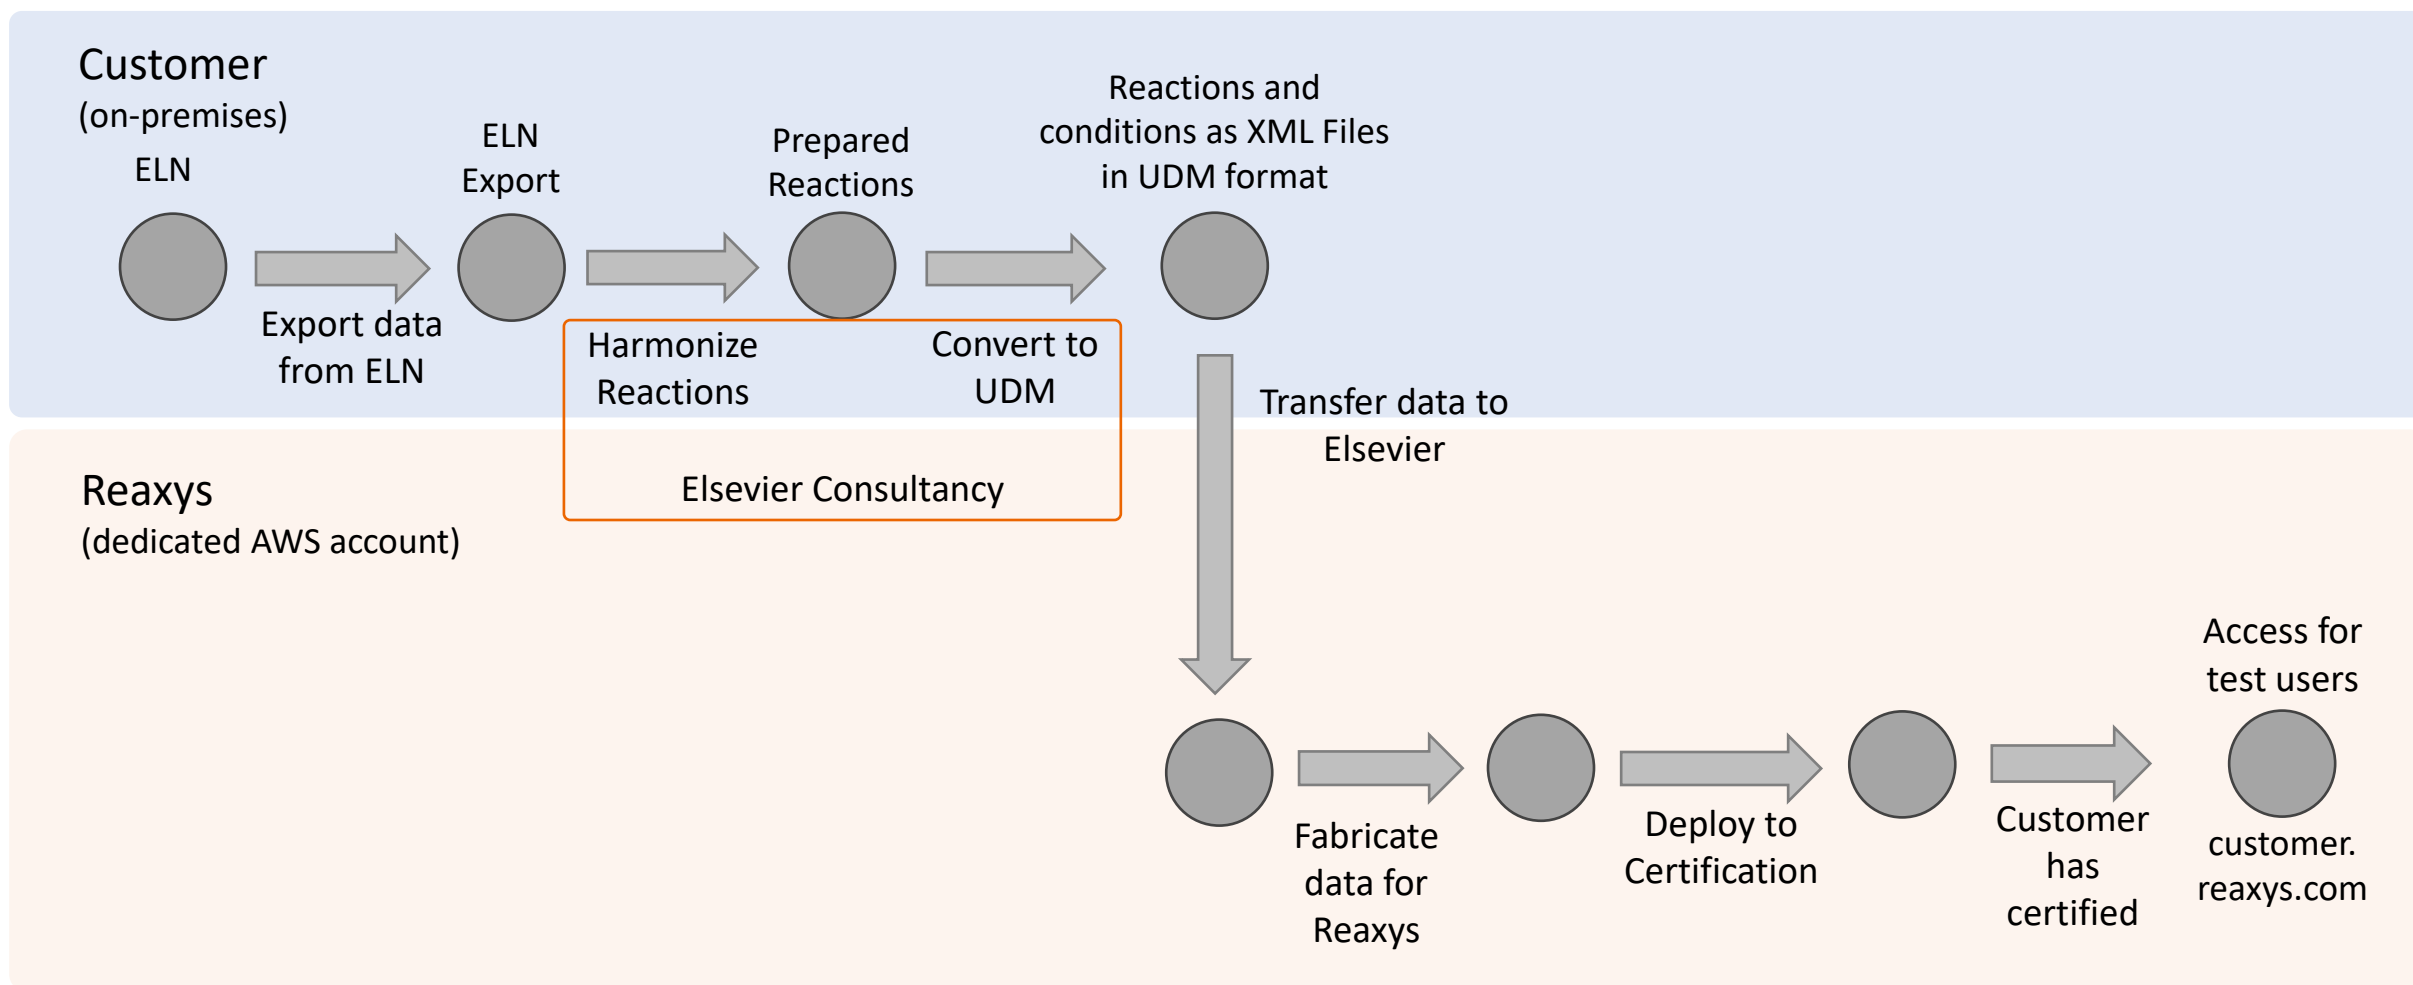 Customer
(on-premises)
ELN
ELN
Export
Prepared
Reactions
Reactions and
conditions as XML Files
in UDM format
Export data
from ELN
Harmonize
Reactions
Convert to
UDM
Elsevier Consultancy
Transfer data to
Elsevier
Reaxys
(dedicated AWS account)
Fabricate
data for
Reaxys
Deploy to
Certification
Customer
has
certified
Access for
test users
customer.
reaxys.com